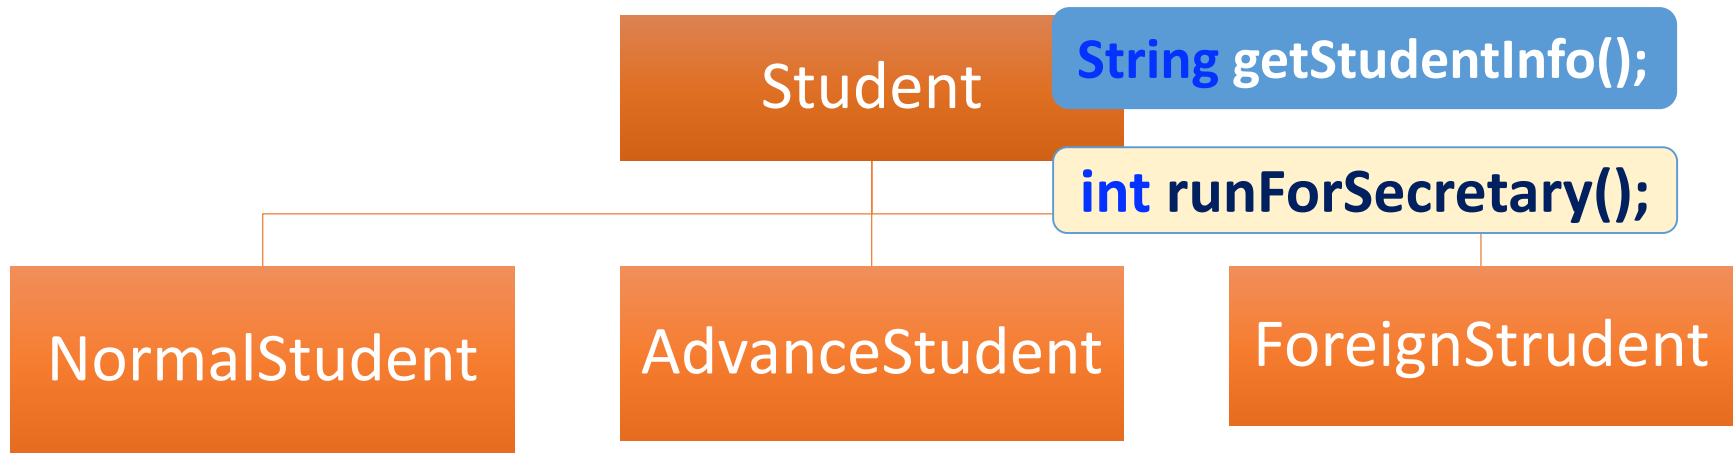 Student
String getStudentInfo();
int runForSecretary();
NormalStudent
AdvanceStudent
ForeignStrudent